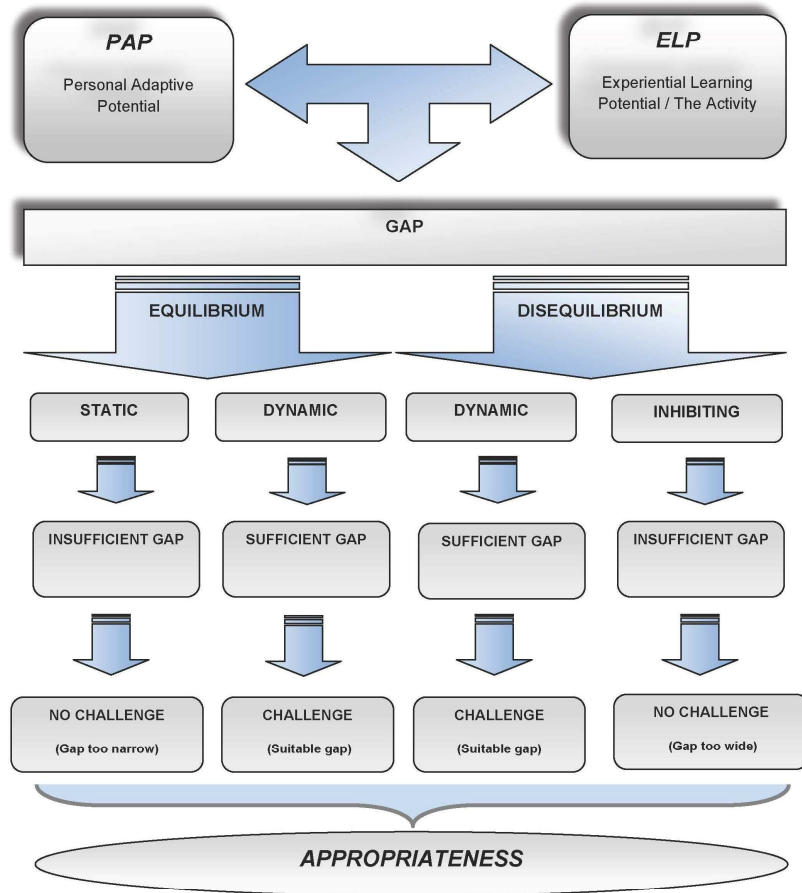 PAP
Personal Adaptive
Potential
ELP
Experiential Learning
Potential / The Activity
GAP
EQUILIBRIUM
DISEQUILIBRIUM
STATIC
DYNAMIC
DYNAMIC
INHIBITING
INSUFFICIENT GAP
SUFFICIENT GAP
SUFFICIENT GAP
INSUFFICIENT GAP
NO CHALLENGE
(Gap too narrow)
CHALLENGE
(Suitable gap)
CHALLENGE
(Suitable gap)
NO CHALLENGE
(Gap too wide)
APPROPRIATENESS